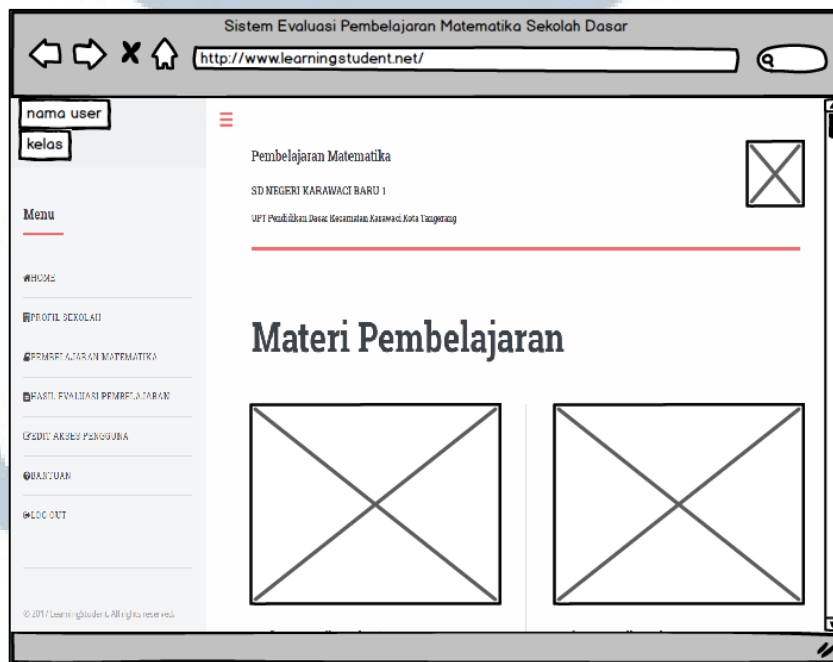 Sistem Evaluasi Pembelajaran Matematika Sekolah Dasar
http://www.learningstudent.net/
nama user
kelas
Menu
HOME
PROFIL SEKOLAH
PEMBELAJARAN MATEMATIKA
HASIL EVALUASI PEMBELAJARAN
EDIT AKSES PENGGUNA
BANTUAN
LOG OUT
© 2017 LearningStudent. All rights reserved.
Pembelajaran Matematika
SD NEGERI KARAWACI BARU 1
UPT Pendidikan Dasar Kecamatan Karawaci Kota Tangerang
Materi Pembelajaran